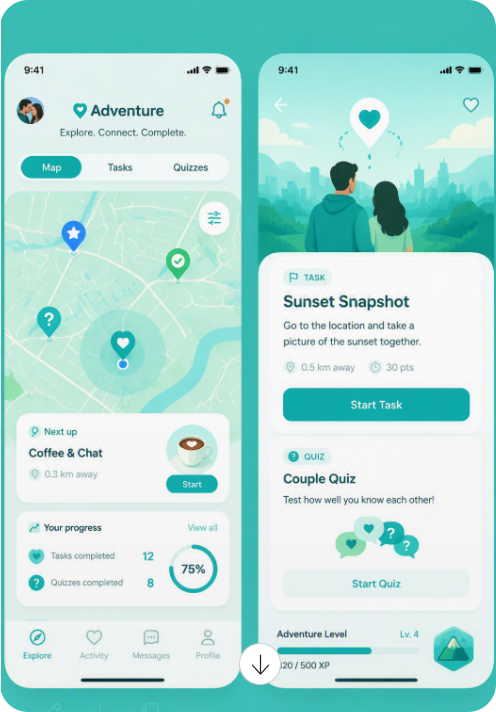 9:41
Adventure
Explore. Connect. Complete.
Map
Tasks
Quizzes
?
Next up
Coffee & Chat
0.3 km away
Start
Your progress
View all
Tasks completed
12
? Quizzes completed
8
75%
Explore
Activity
Messages
Profile
9:41
TASK
Sunset Snapshot
Go to the location and take a
picture of the sunset together.
0.5 km away
30 pts
Start Task
? QUIZ
Couple Quiz
Test how well you know each other!
?
?
Start Quiz
Adventure Level
Lv. 4
20 / 500 XP